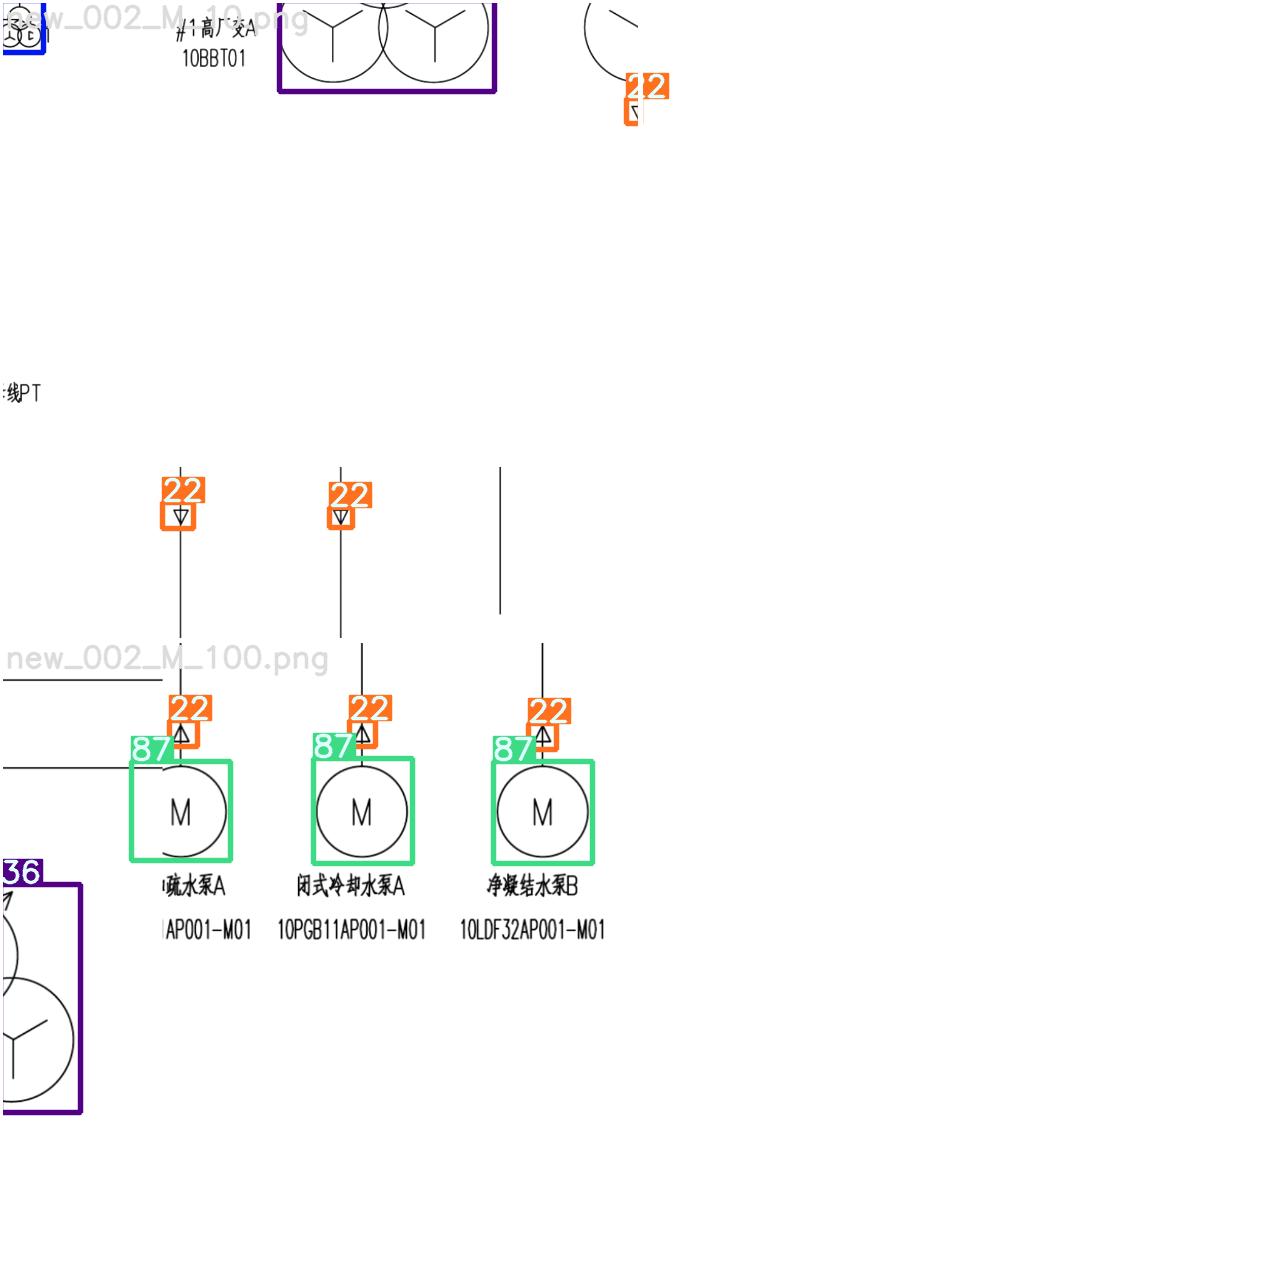 new_002_M_10.png
#1高厂变A
10BBT01
22
线PT
22 22
new_002_M_100.png
22 22 22
87 87 87
M M M
36
疏水泵A 闭式冷却水泵A 净凝结水泵B
AP001-M01 10PGB11AP001-M01 10LDF32AP001-M01